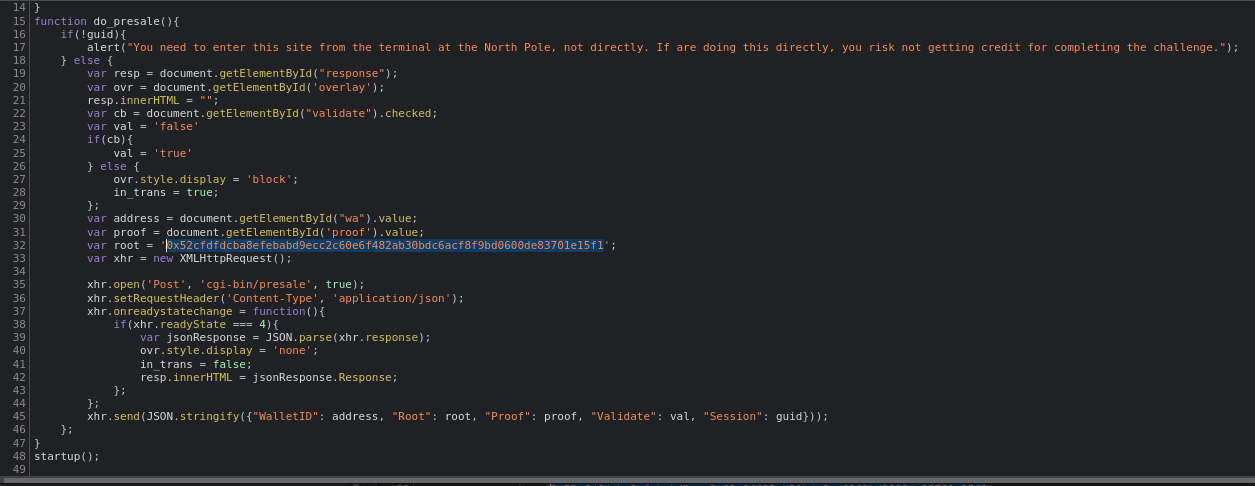 14 }
15 function do_presale(){
16     if(!guid){
17         alert("You need to enter this site from the terminal at the North Pole, not directly. If are doing this directly, you risk not getting credit for completing the challenge.");
18     } else {
19         var resp = document.getElementById("response");
20         var ovr = document.getElementById('overlay');
21         resp.innerHTML = "";
22         var cb = document.getElementById("validate").checked;
23         var val = 'false'
24         if(cb){
25             val = 'true'
26         } else {
27             ovr.style.display = 'block';
28             in_trans = true;
29         };
30         var address = document.getElementById("wa").value;
31         var proof = document.getElementById('proof').value;
32         var root = '0x52cfdfdcba8efebabd9ecc2c60e6f482ab30bdc6acf8f9bd0600de83701e15f1';
33         var xhr = new XMLHttpRequest();
34
35         xhr.open('Post', 'cgi-bin/presale', true);
36         xhr.setRequestHeader('Content-Type', 'application/json');
37         xhr.onreadystatechange = function(){
38             if(xhr.readyState === 4){
39                 var jsonResponse = JSON.parse(xhr.response);
40                 ovr.style.display = 'none';
41                 in_trans = false;
42                 resp.innerHTML = jsonResponse.Response;
43             };
44         };
45         xhr.send(JSON.stringify({"WalletID": address, "Root": root, "Proof": proof, "Validate": val, "Session": guid}));
46     };
47 }
48 startup();
49